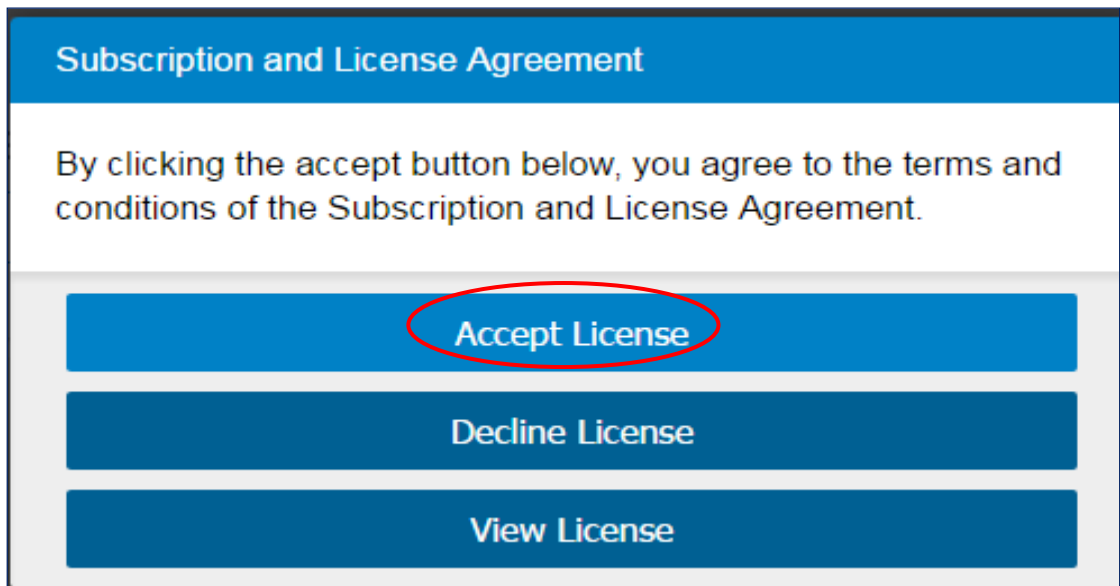 Subscription and License Agreement
By clicking the accept button below, you agree to the terms and
conditions of the Subscription and License Agreement.
Accept License
Decline License
View License